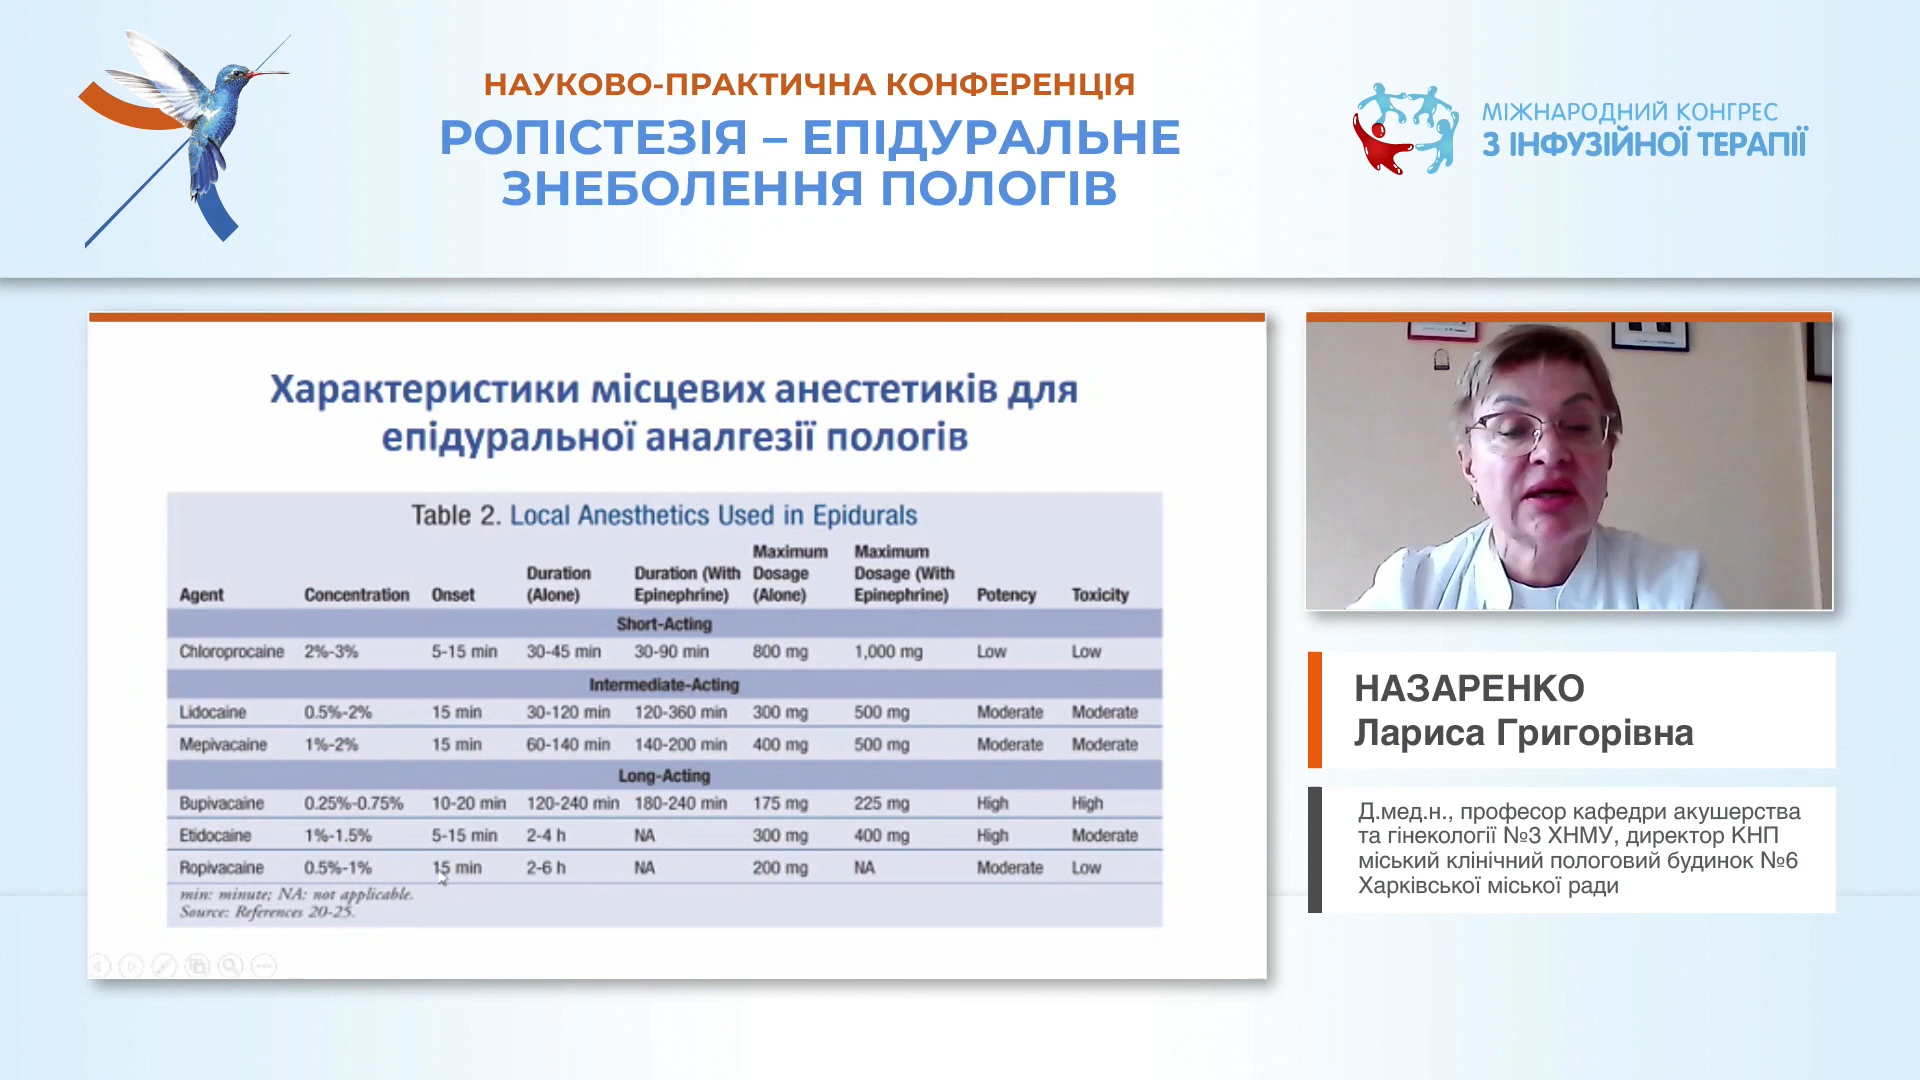 НАУКОВО-ПРАКТИЧНА КОНФЕРЕНЦІЯ
РОПІСТЕЗІЯ – ЕПІДУРАЛЬНЕ
ЗНЕБОЛЕННЯ ПОЛОГІВ
МІЖНАРОДНИЙ КОНГРЕС
З ІНФУЗІЙНОЇ ТЕРАПІЇ
Характеристики місцевих анестетиків для
епідуральної аналгезії пологів
Table 2. Local Anesthetics Used in Epidurals
Agent Concentration Onset Duration (Alone) Duration (With Epinephrine) Maximum Dosage (Alone) Maximum Dosage (With Epinephrine) Potency Toxicity
Short-Acting
Chloroprocaine 2%-3% 5-15 min 30-45 min 30-90 min 800 mg 1,000 mg Low Low
Intermediate-Acting
Lidocaine 0.5%-2% 15 min 30-120 min 120-360 min 300 mg 500 mg Moderate Moderate
Mepivacaine 1%-2% 15 min 60-140 min 140-200 min 400 mg 500 mg Moderate Moderate
Long-Acting
Bupivacaine 0.25%-0.75% 10-20 min 120-240 min 180-240 min 175 mg 225 mg High High
Etidocaine 1%-1.5% 5-15 min 2-4 h NA 300 mg 400 mg High Moderate
Ropivacaine 0.5%-1% 15 min 2-6 h NA 200 mg NA Moderate Low
min: minute; NA: not applicable.
Source: References 20-25.
НАЗАРЕНКО
Лариса Григорівна
Д.мед.н., професор кафедри акушерства
та гінекології №3 ХНМУ, директор КНП
міський клінічний пологовий будинок №6
Харківської міської ради